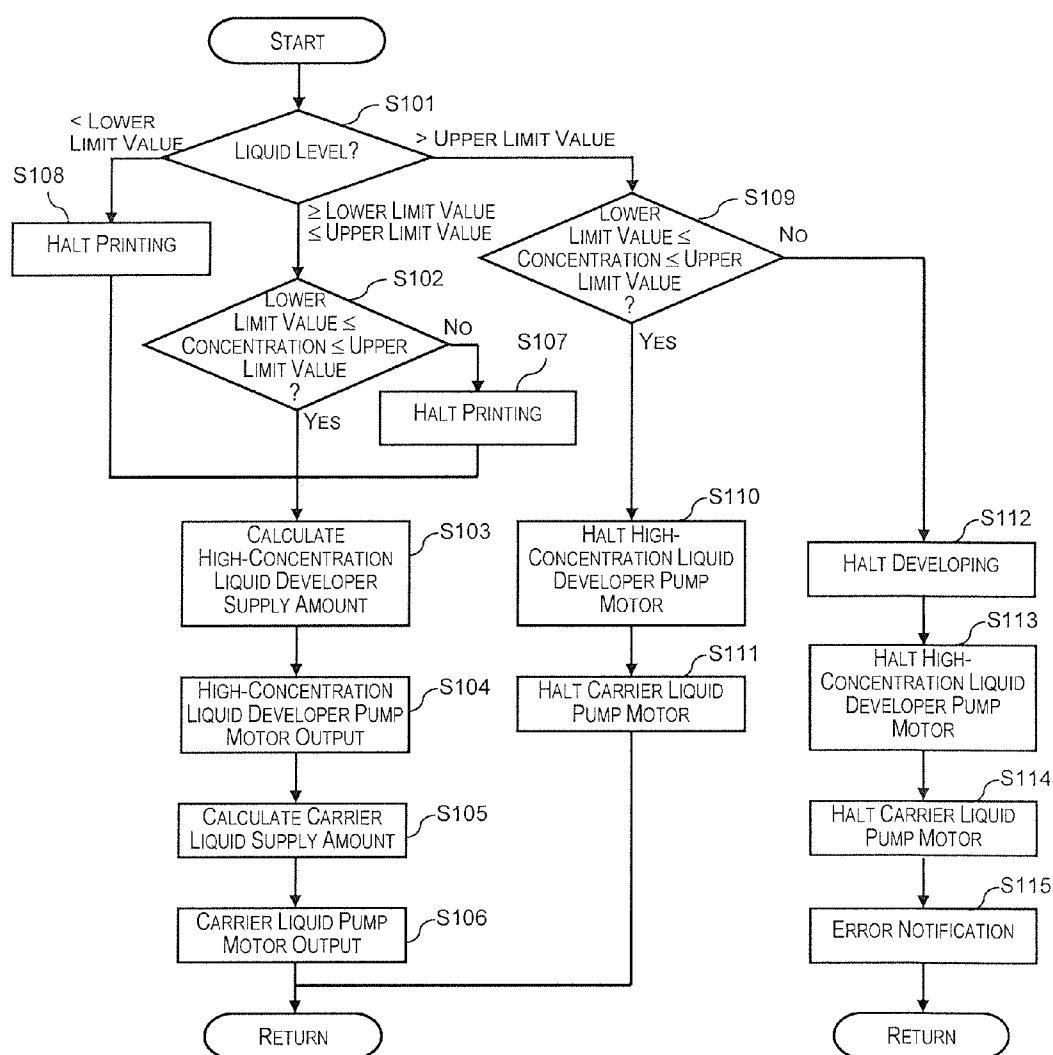 START
S101
< LOWER
LIMIT VALUE
LIQUID LEVEL?
> UPPER LIMIT VALUE
S108
HALT PRINTING
≥ LOWER LIMIT VALUE
≤ UPPER LIMIT VALUE
S109
LOWER
LIMIT VALUE ≤
CONCENTRATION ≤ UPPER
LIMIT VALUE
?
NO
YES
S102
LOWER
LIMIT VALUE ≤
CONCENTRATION ≤ UPPER
LIMIT VALUE
?
NO
YES
S107
HALT PRINTING
S103
CALCULATE
HIGH-CONCENTRATION
LIQUID DEVELOPER
SUPPLY AMOUNT
S110
HALT HIGH-
CONCENTRATION LIQUID
DEVELOPER PUMP
MOTOR
S112
HALT DEVELOPING
S104
HIGH-CONCENTRATION
LIQUID DEVELOPER PUMP
MOTOR OUTPUT
S111
HALT CARRIER LIQUID
PUMP MOTOR
S113
HALT HIGH-
CONCENTRATION LIQUID
DEVELOPER PUMP
MOTOR
S105
CALCULATE CARRIER
LIQUID SUPPLY AMOUNT
S114
HALT CARRIER LIQUID
PUMP MOTOR
S106
CARRIER LIQUID PUMP
MOTOR OUTPUT
S115
ERROR NOTIFICATION
RETURN
RETURN